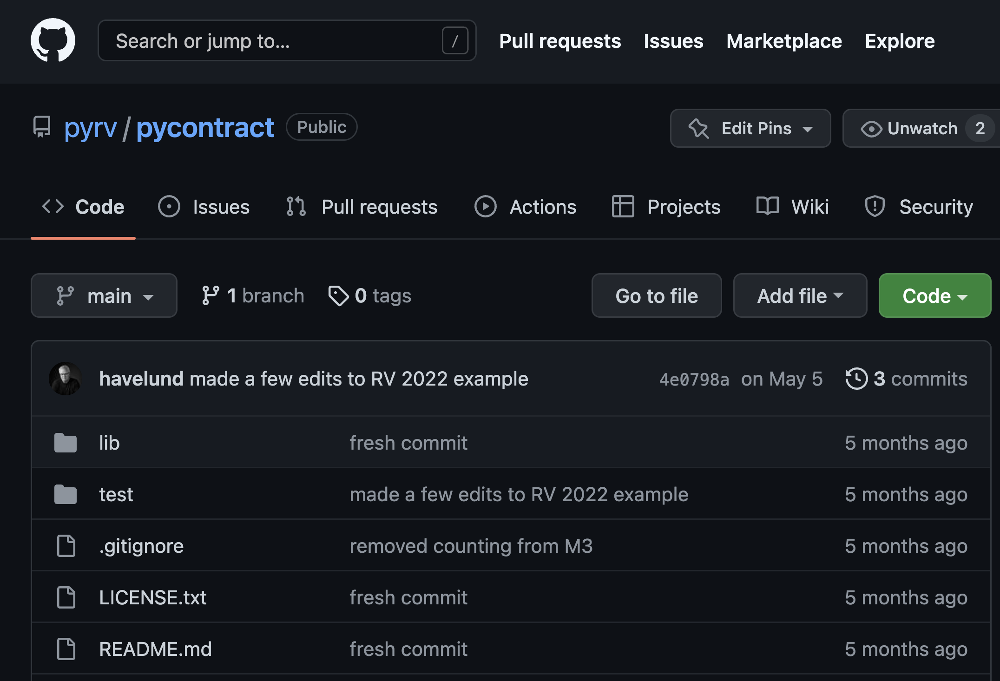 Search or jump to... / Pull requests Issues Marketplace Explore
pyrv / pycontract Public Edit Pins Unwatch 2
Code Issues Pull requests Actions Projects Wiki Security
main 1 branch 0 tags Go to file Add file Code
havelund made a few edits to RV 2022 example 4e0798a on May 5 3 commits
lib fresh commit 5 months ago
test made a few edits to RV 2022 example 5 months ago
.gitignore removed counting from M3 5 months ago
LICENSE.txt fresh commit 5 months ago
README.md fresh commit 5 months ago